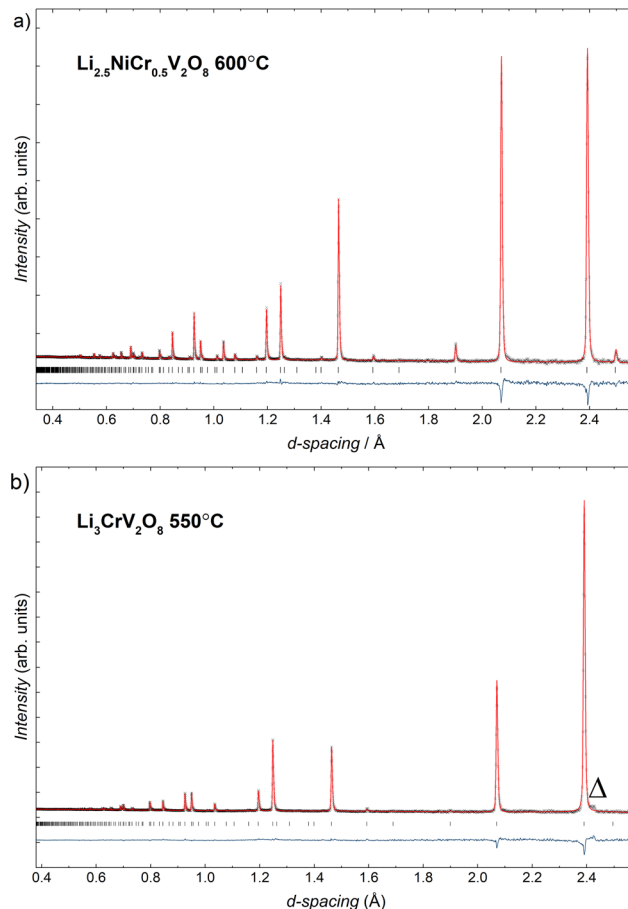 a)
Li₂.₅NiCr₀.₅V₂O₈ 600°C
Intensity (arb. units)
0.4 0.6 0.8 1.0 1.2 1.4 1.6 1.8 2.0 2.2 2.4
d-spacing / Å
b)
Li₃CrV₂O₈ 550°C
Intensity (arb. units)
Δ
0.4 0.6 0.8 1.0 1.2 1.4 1.6 1.8 2.0 2.2 2.4
d-spacing (Å)